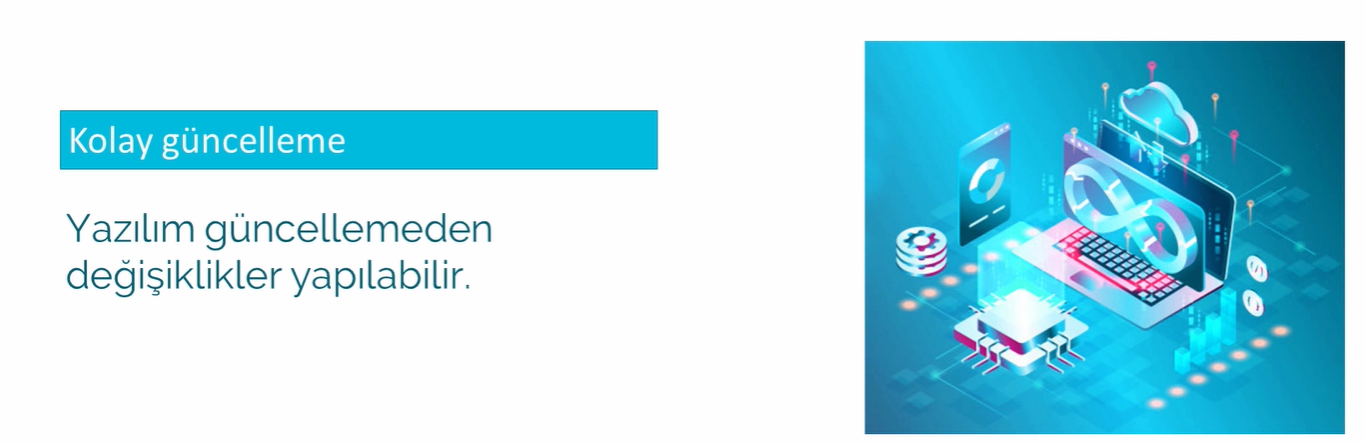 Kolay güncelleme
Yazılım güncellemeden
değişiklikler yapılabilir.